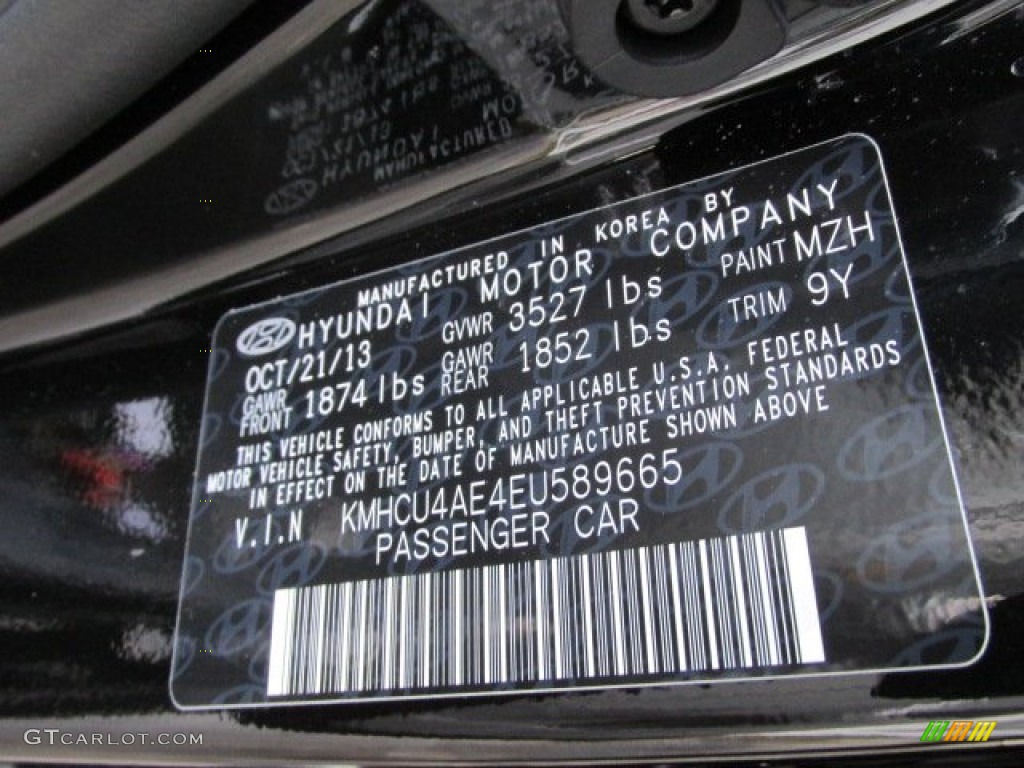 MANUFACTURED IN KOREA BY
HYUNDAI MOTOR COMPANY
OCT/21/13 GVWR 3527 lbs PAINT MZH
GAWR FRONT 1874 lbs GAWR REAR 1852 lbs TRIM 9Y
THIS VEHICLE CONFORMS TO ALL APPLICABLE U.S.A. FEDERAL
MOTOR VEHICLE SAFETY, BUMPER, AND THEFT PREVENTION STANDARDS
IN EFFECT ON THE DATE OF MANUFACTURE SHOWN ABOVE
V.I.N KMHCU4AE4EU589665
PASSENGER CAR
GTCARLOT.COM